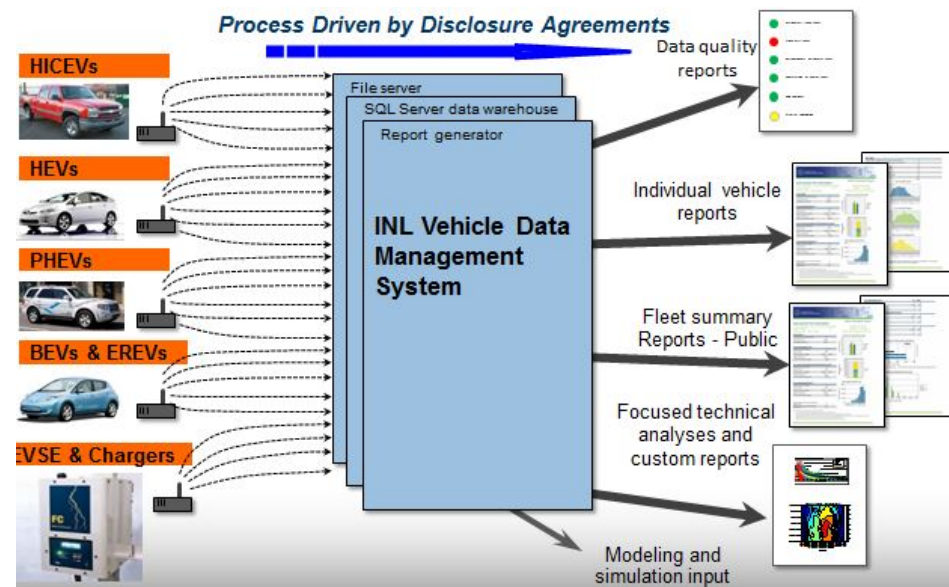 Process Driven by Disclosure Agreements
HICEVs
HEVs
PHEVs
BEVs & EREVs
EVSE & Chargers
FC
File server
SQL Server data warehouse
Report generator
INL Vehicle Data
Management
System
Data quality
reports
Individual vehicle
reports
Fleet summary
Reports - Public
Focused technical
analyses and
custom reports
Modeling and
simulation input